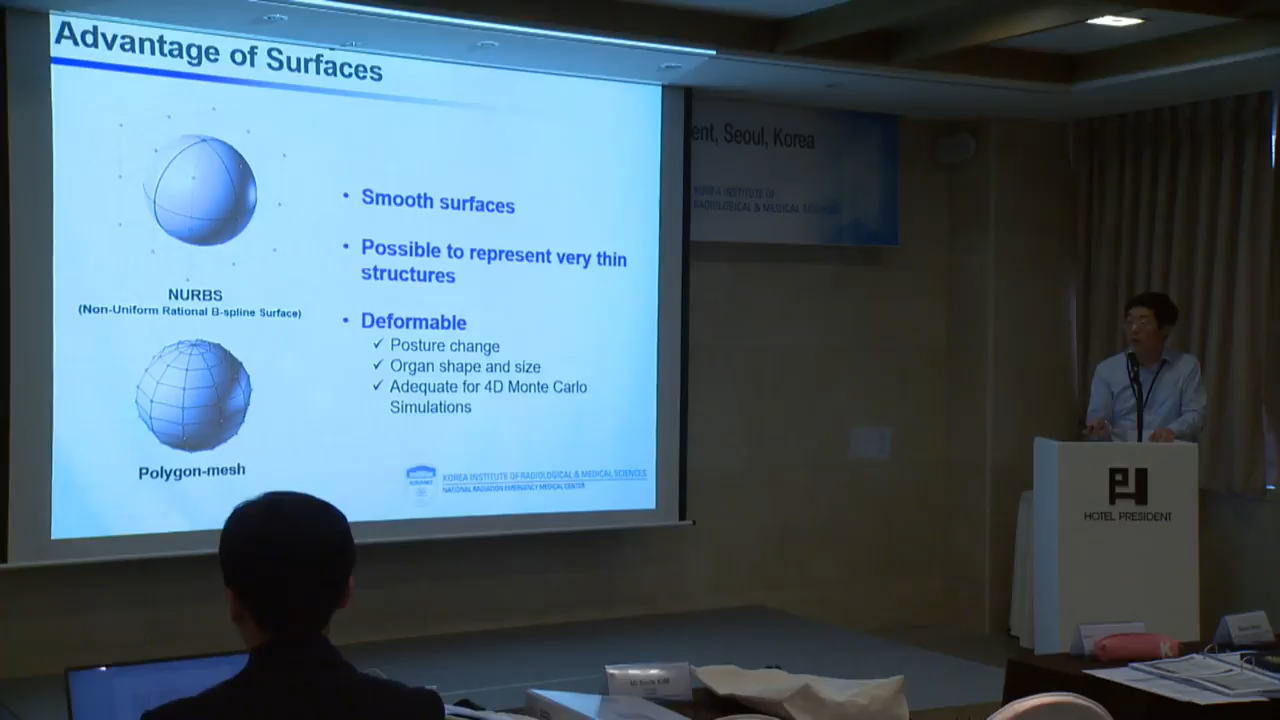 Advantage of Surfaces
NURBS
(Non-Uniform Rational B-spline Surface)
Polygon-mesh
• Smooth surfaces
• Possible to represent very thin
structures
• Deformable
✓ Posture change
✓ Organ shape and size
✓ Adequate for 4D Monte Carlo
Simulations
KOREA INSTITUTE OF RADIOLOGICAL & MEDICAL SCIENCES
NATIONAL RADIATION EMERGENCY MEDICAL CENTER
ent, Seoul, Korea
KOREA INSTITUTE OF
RADIOLOGICAL & MEDICAL
HOTEL PRESIDENT
K